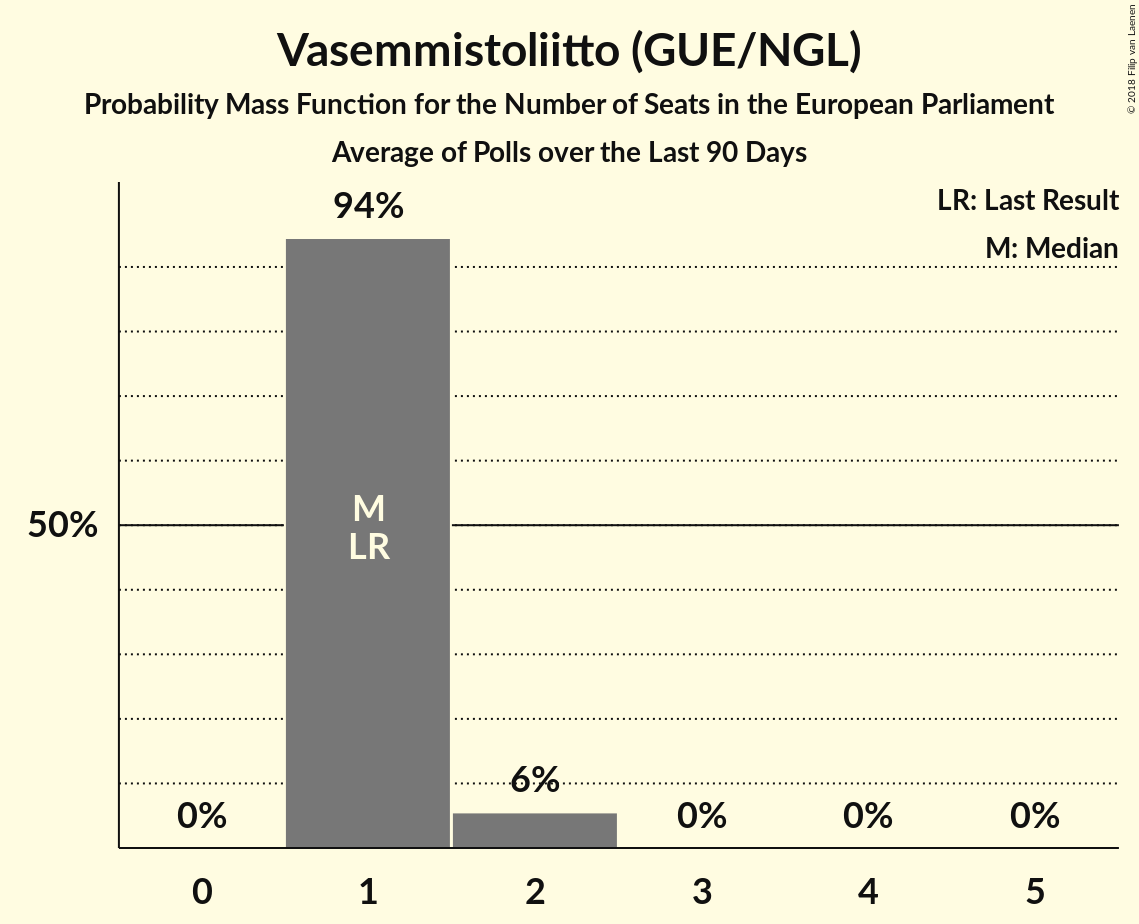 Vasemmistoliitto (GUE/NGL)
Probability Mass Function for the Number of Seats in the European Parliament
Average of Polls over the Last 90 Days
© 2018 Filip van Laenen
LR: Last Result
M: Median
94%
50%
M
LR
0%
6%
0%
0%
0%
0
1
2
3
4
5